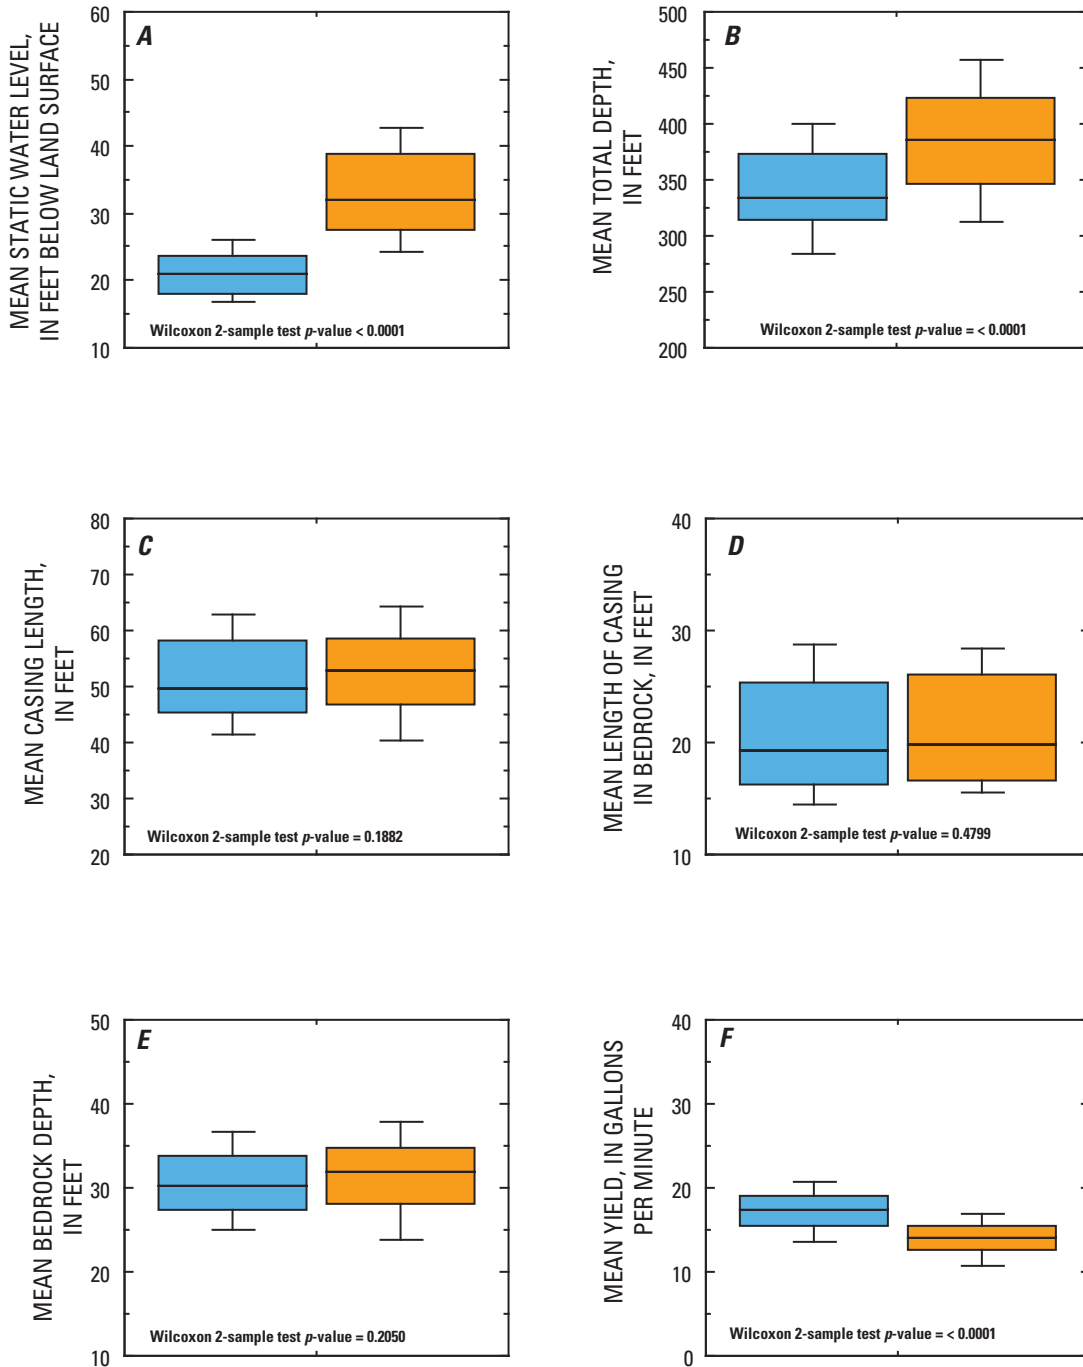 A
MEAN STATIC WATER LEVEL,
IN FEET BELOW LAND SURFACE
60
50
40
30
20
10
Wilcoxon 2-sample test p-value < 0.0001
B
MEAN TOTAL DEPTH,
IN FEET
500
450
400
350
300
250
200
Wilcoxon 2-sample test p-value = < 0.0001
C
MEAN CASING LENGTH,
IN FEET
80
70
60
50
40
30
20
Wilcoxon 2-sample test p-value = 0.1882
D
MEAN LENGTH OF CASING
IN BEDROCK, IN FEET
40
30
20
10
Wilcoxon 2-sample test p-value = 0.4799
E
MEAN BEDROCK DEPTH,
IN FEET
50
40
30
20
10
Wilcoxon 2-sample test p-value = 0.2050
F
MEAN YIELD, IN GALLONS
PER MINUTE
40
30
20
10
0
Wilcoxon 2-sample test p-value = < 0.0001